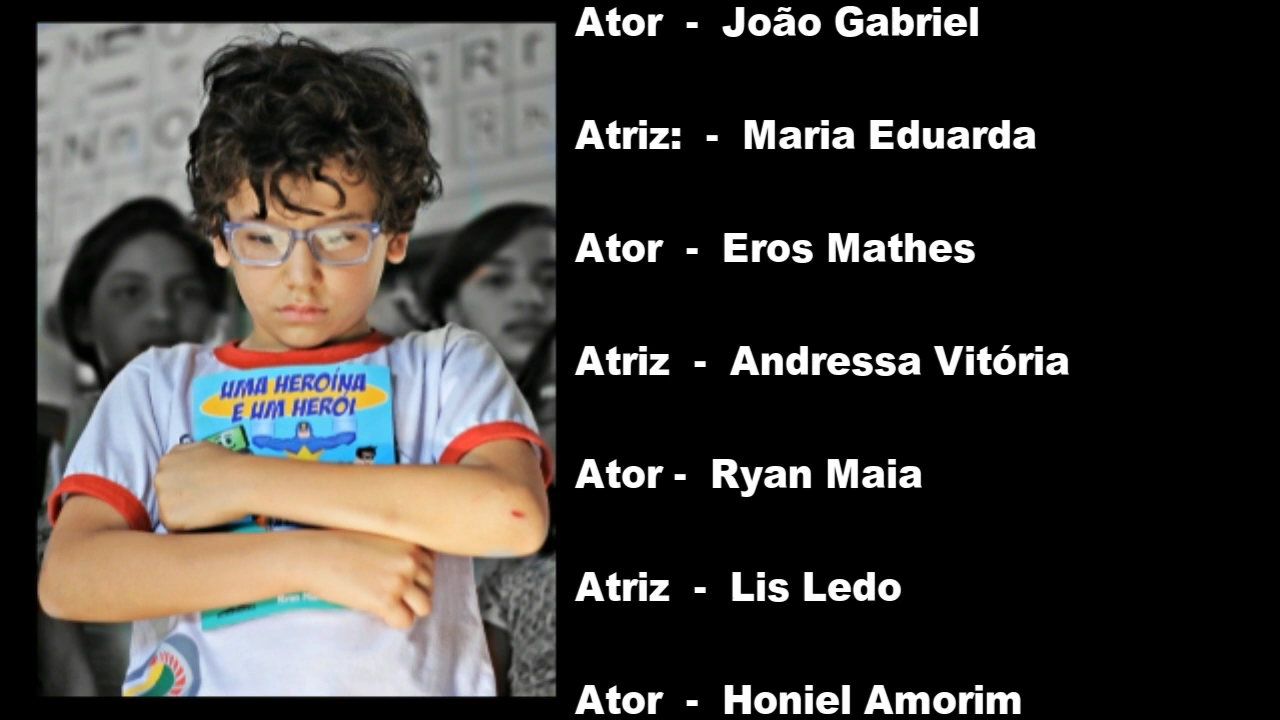 Ator - João Gabriel
Atriz: - Maria Eduarda
Ator - Eros Mathes
Atriz - Andressa Vitória
Ator - Ryan Maia
Atriz - Lis Ledo
Ator - Honiel Amorim
UMA HEROÍNA
E UM HERÓI